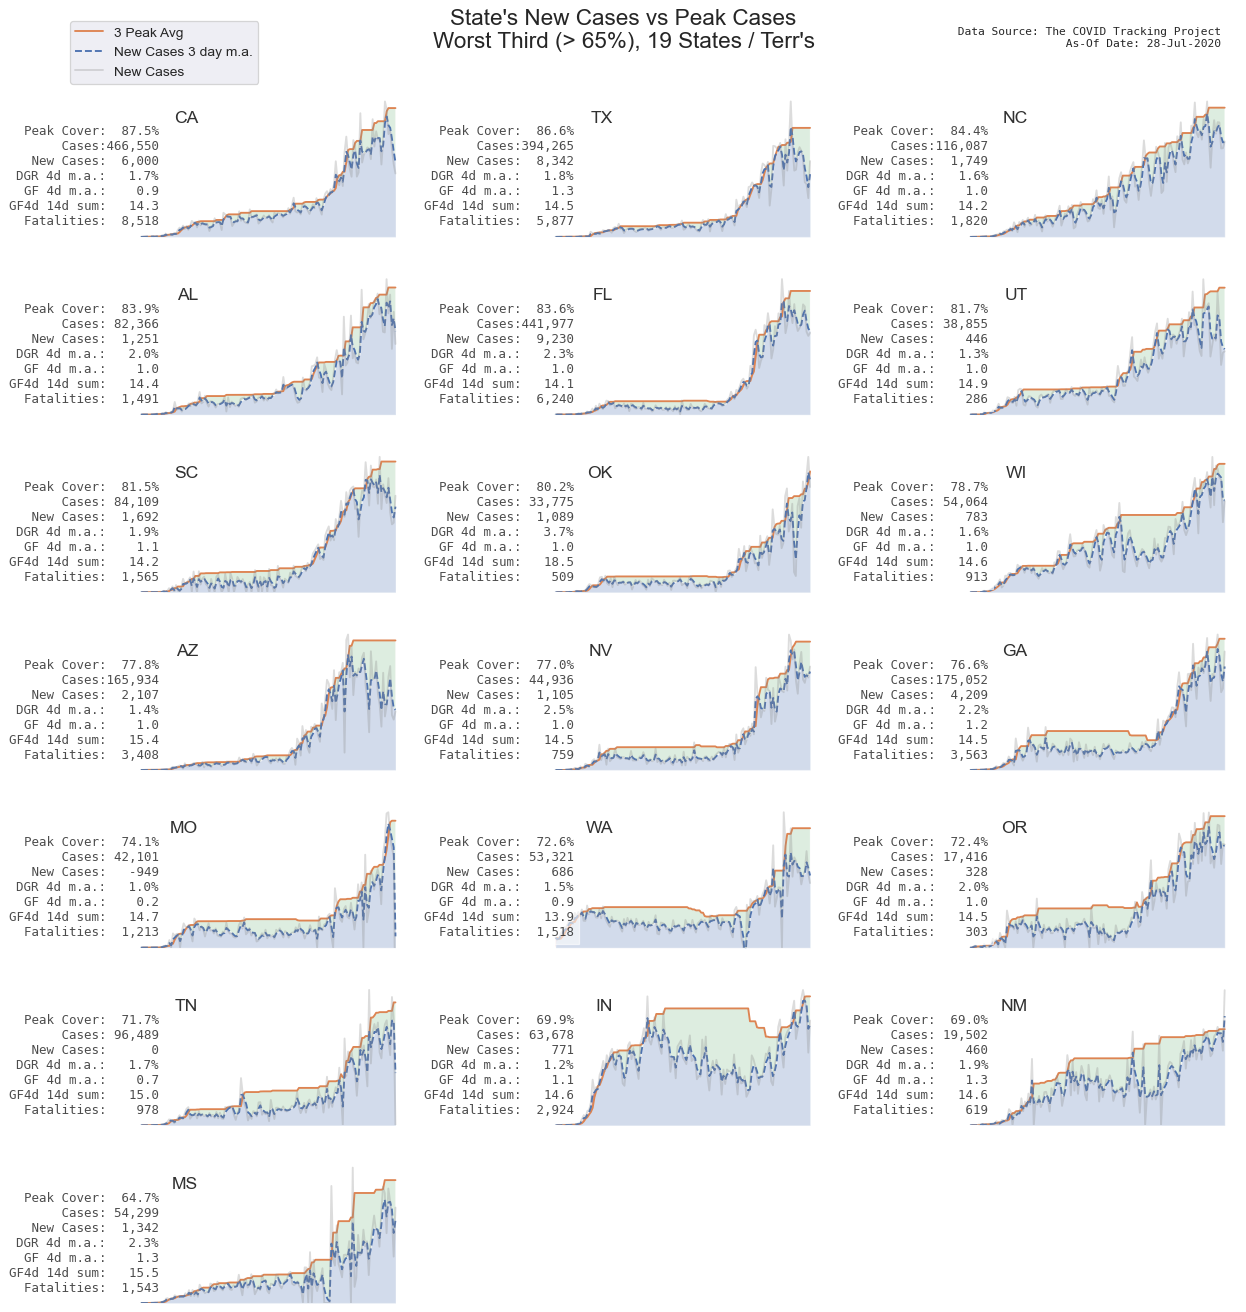 State's New Cases vs Peak Cases
Worst Third (> 65%), 19 States / Terr's
3 Peak Avg
New Cases 3 day m.a.
New Cases
Data Source: The COVID Tracking Project
As-Of Date: 28-Jul-2020
CA
Peak Cover: 87.5%
Cases:466,550
New Cases: 6,000
DGR 4d m.a.: 1.7%
GF 4d m.a.: 0.9
GF4d 14d sum: 14.3
Fatalities: 8,518
TX
Peak Cover: 86.6%
Cases:394,265
New Cases: 8,342
DGR 4d m.a.: 1.8%
GF 4d m.a.: 1.3
GF4d 14d sum: 14.5
Fatalities: 5,877
NC
Peak Cover: 84.4%
Cases:116,087
New Cases: 1,749
DGR 4d m.a.: 1.6%
GF 4d m.a.: 1.0
GF4d 14d sum: 14.2
Fatalities: 1,820
AL
Peak Cover: 83.9%
Cases: 82,366
New Cases: 1,251
DGR 4d m.a.: 2.0%
GF 4d m.a.: 1.0
GF4d 14d sum: 14.4
Fatalities: 1,491
FL
Peak Cover: 83.6%
Cases:441,977
New Cases: 9,230
DGR 4d m.a.: 2.3%
GF 4d m.a.: 1.0
GF4d 14d sum: 14.1
Fatalities: 6,240
UT
Peak Cover: 81.7%
Cases: 38,855
New Cases: 446
DGR 4d m.a.: 1.3%
GF 4d m.a.: 1.0
GF4d 14d sum: 14.9
Fatalities: 286
SC
Peak Cover: 81.5%
Cases: 84,109
New Cases: 1,692
DGR 4d m.a.: 1.9%
GF 4d m.a.: 1.1
GF4d 14d sum: 14.2
Fatalities: 1,565
OK
Peak Cover: 80.2%
Cases: 33,775
New Cases: 1,089
DGR 4d m.a.: 3.7%
GF 4d m.a.: 1.0
GF4d 14d sum: 18.5
Fatalities: 509
WI
Peak Cover: 78.7%
Cases: 54,064
New Cases: 783
DGR 4d m.a.: 1.6%
GF 4d m.a.: 1.0
GF4d 14d sum: 14.6
Fatalities: 913
AZ
Peak Cover: 77.8%
Cases:165,934
New Cases: 2,107
DGR 4d m.a.: 1.4%
GF 4d m.a.: 1.0
GF4d 14d sum: 15.4
Fatalities: 3,408
NV
Peak Cover: 77.0%
Cases: 44,936
New Cases: 1,105
DGR 4d m.a.: 2.5%
GF 4d m.a.: 1.0
GF4d 14d sum: 14.5
Fatalities: 759
GA
Peak Cover: 76.6%
Cases:175,052
New Cases: 4,209
DGR 4d m.a.: 2.2%
GF 4d m.a.: 1.2
GF4d 14d sum: 14.5
Fatalities: 3,563
MO
Peak Cover: 74.1%
Cases: 42,101
New Cases: -949
DGR 4d m.a.: 1.0%
GF 4d m.a.: 0.2
GF4d 14d sum: 14.7
Fatalities: 1,213
WA
Peak Cover: 72.6%
Cases: 53,321
New Cases: 686
DGR 4d m.a.: 1.5%
GF 4d m.a.: 0.9
GF4d 14d sum: 13.9
Fatalities: 1,518
OR
Peak Cover: 72.4%
Cases: 17,416
New Cases: 328
DGR 4d m.a.: 2.0%
GF 4d m.a.: 1.0
GF4d 14d sum: 14.5
Fatalities: 303
TN
Peak Cover: 71.7%
Cases: 96,489
New Cases: 0
DGR 4d m.a.: 1.7%
GF 4d m.a.: 0.7
GF4d 14d sum: 15.0
Fatalities: 978
IN
Peak Cover: 69.9%
Cases: 63,678
New Cases: 771
DGR 4d m.a.: 1.2%
GF 4d m.a.: 1.1
GF4d 14d sum: 14.6
Fatalities: 2,924
NM
Peak Cover: 69.0%
Cases: 19,502
New Cases: 460
DGR 4d m.a.: 1.9%
GF 4d m.a.: 1.3
GF4d 14d sum: 14.6
Fatalities: 619
MS
Peak Cover: 64.7%
Cases: 54,299
New Cases: 1,342
DGR 4d m.a.: 2.3%
GF 4d m.a.: 1.3
GF4d 14d sum: 15.5
Fatalities: 1,543